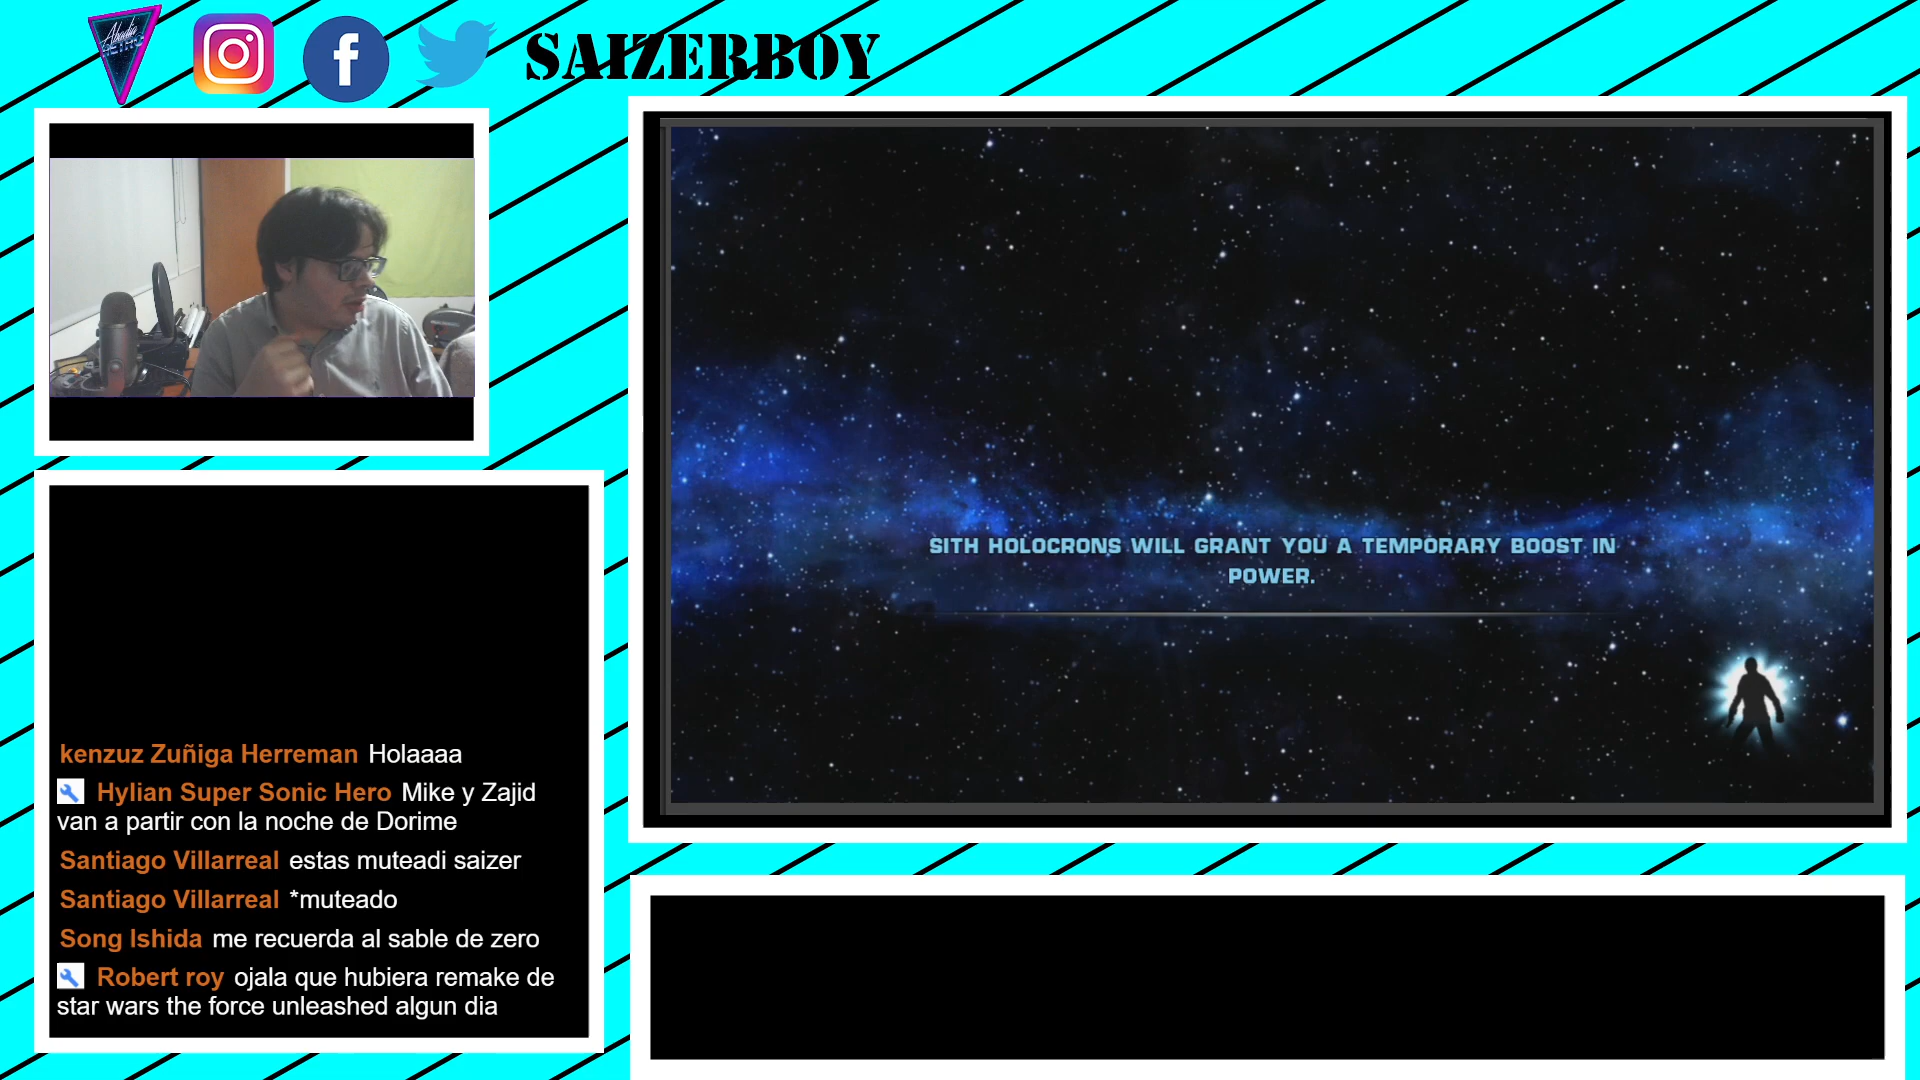 Abadia
RETRO
SAIZERBOY
SITH HOLOCRONS WILL GRANT YOU A TEMPORARY BOOST IN
POWER.
kenzuz Zuñiga Herreman Holaaaa
Hylian Super Sonic Hero Mike y Zajid
van a partir con la noche de Dorime
Santiago Villarreal estas muteadi saizer
Santiago Villarreal *muteado
Song Ishida me recuerda al sable de zero
Robert roy ojala que hubiera remake de
star wars the force unleashed algun dia